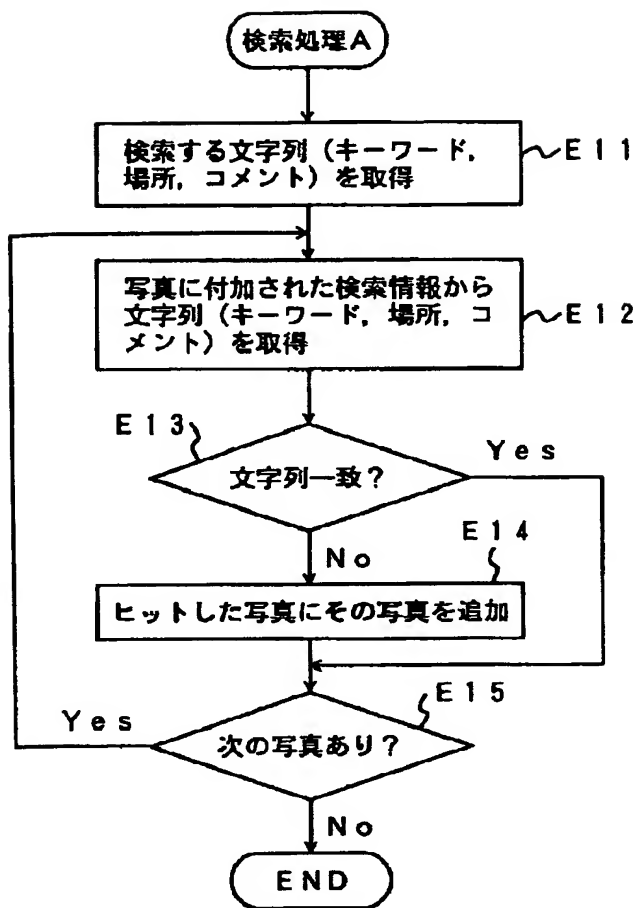 検索処理A
検索する文字列（キーワード，
場所，コメント）を取得
E11
写真に付加された検索情報から
文字列（キーワード，場所，コ
メント）を取得
E12
E13
文字列一致？
Yes
No
E14
ヒットした写真にその写真を追加
E15
Yes
次の写真あり？
No
END